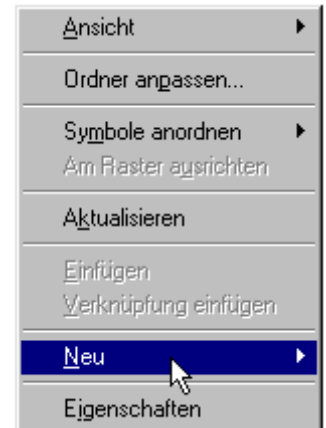 Ansicht
Ordner anpassen...
Symbole anordnen
Am Raster ausrichten
Aktualisieren
Einfügen
Verknüpfung einfügen
Neu
Eigenschaften